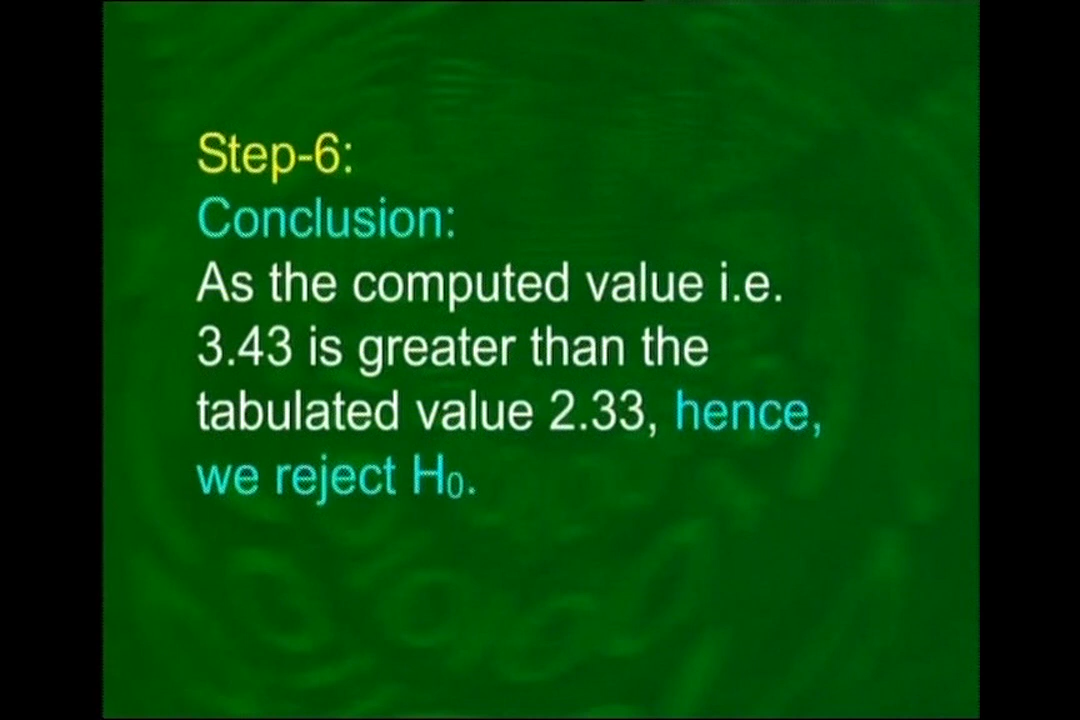 Step-6:
Conclusion:
As the computed value i.e.
3.43 is greater than the
tabulated value 2.33, hence,
we reject H₀.